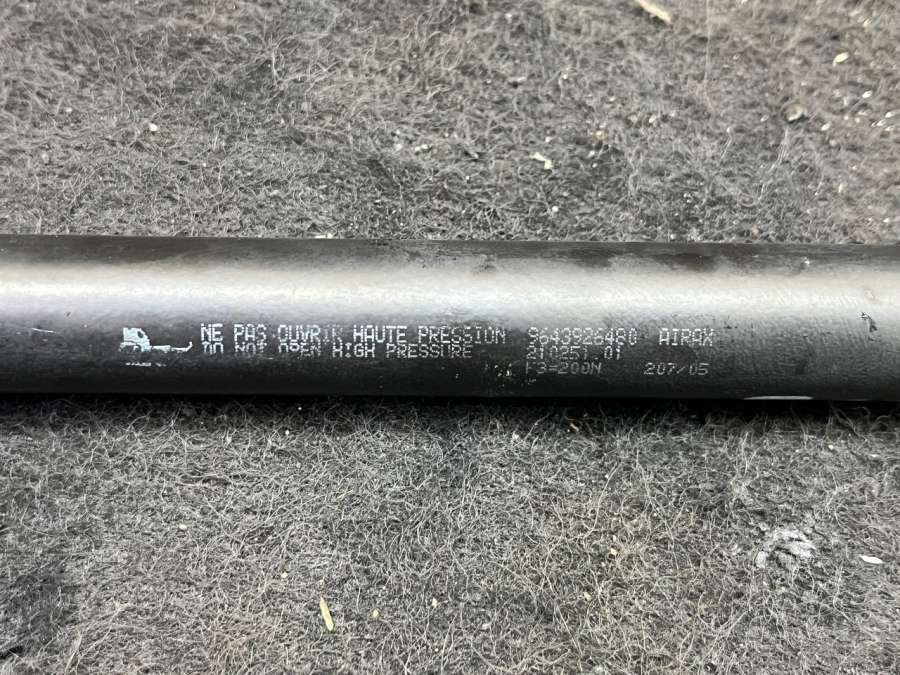 NE PAS OUVRIR HAUTE PRESSION 9643926480 AIRAX
DO NOT OPEN HIGH PRESSURE 210251.01
F3=200N 207/05